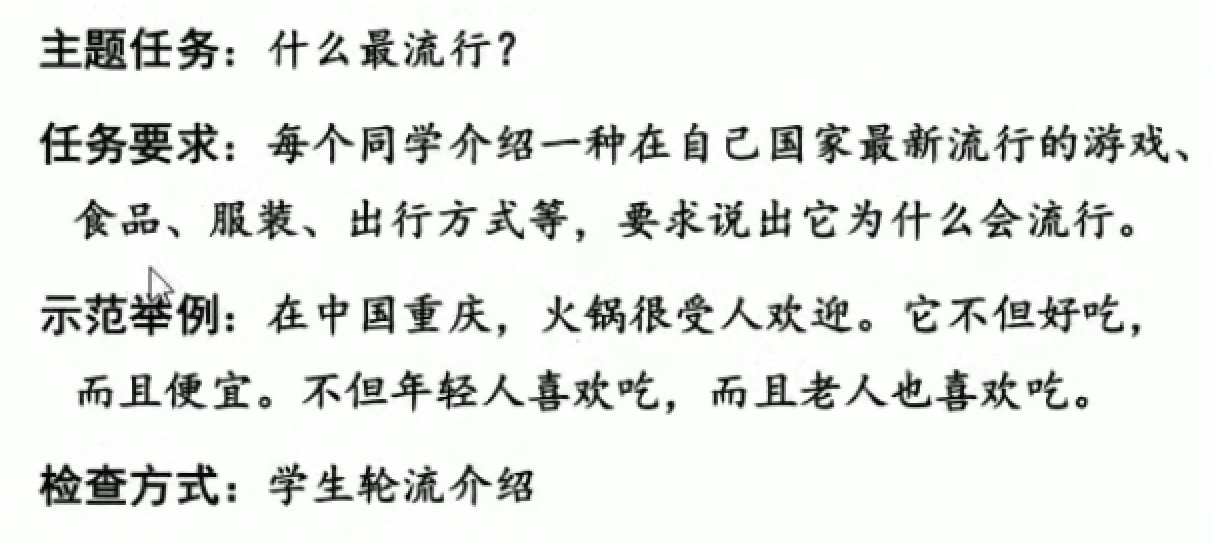 主题任务：什么最流行？
任务要求：每个同学介绍一种在自己国家最新流行的游戏、
食品、服装、出行方式等，要求说出它为什么会流行。
示范举例：在中国重庆，火锅很受人欢迎。它不但好吃，
而且便宜。不但年轻人喜欢吃，而且老人也喜欢吃。
检查方式：学生轮流介绍